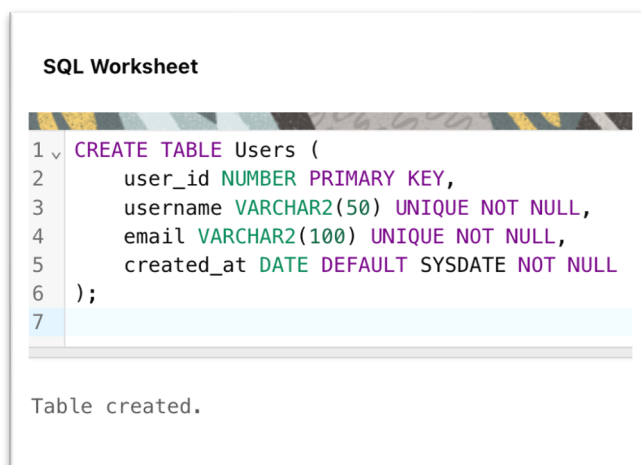 SQL Worksheet
1 CREATE TABLE Users (
2 user_id NUMBER PRIMARY KEY,
3 username VARCHAR2(50) UNIQUE NOT NULL,
4 email VARCHAR2(100) UNIQUE NOT NULL,
5 created_at DATE DEFAULT SYSDATE NOT NULL
6 );
7
Table created.